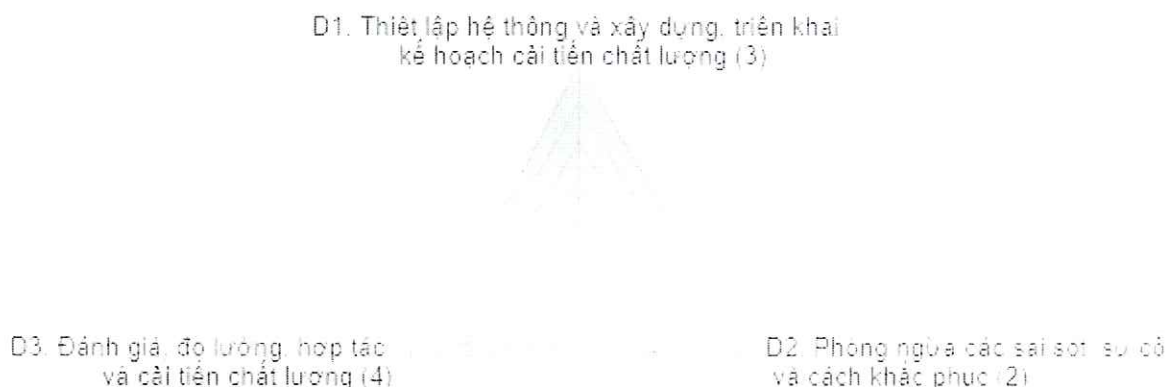 D1. Thiết lập hệ thống và xây dựng, triển khai
kế hoạch cải tiến chất lượng (3)
D3. Đánh giá, đo lường, hợp tác
và cải tiến chất lượng (4)
D2. Phòng ngừa các sai sót, sự cố
và cách khắc phục (2)